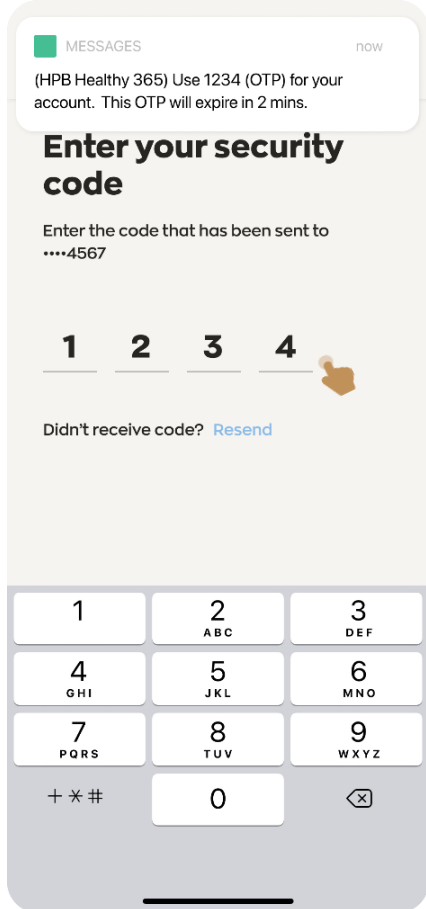 MESSAGES now
(HPB Healthy 365) Use 1234 (OTP) for your
account. This OTP will expire in 2 mins.
Enter your security
code
Enter the code that has been sent to
••••4567
1 2 3 4
Didn't receive code? Resend
1 2 3
ABC DEF
4 5 6
GHI JKL MNO
7 8 9
PQRS TUV WXYZ
+ * # 0